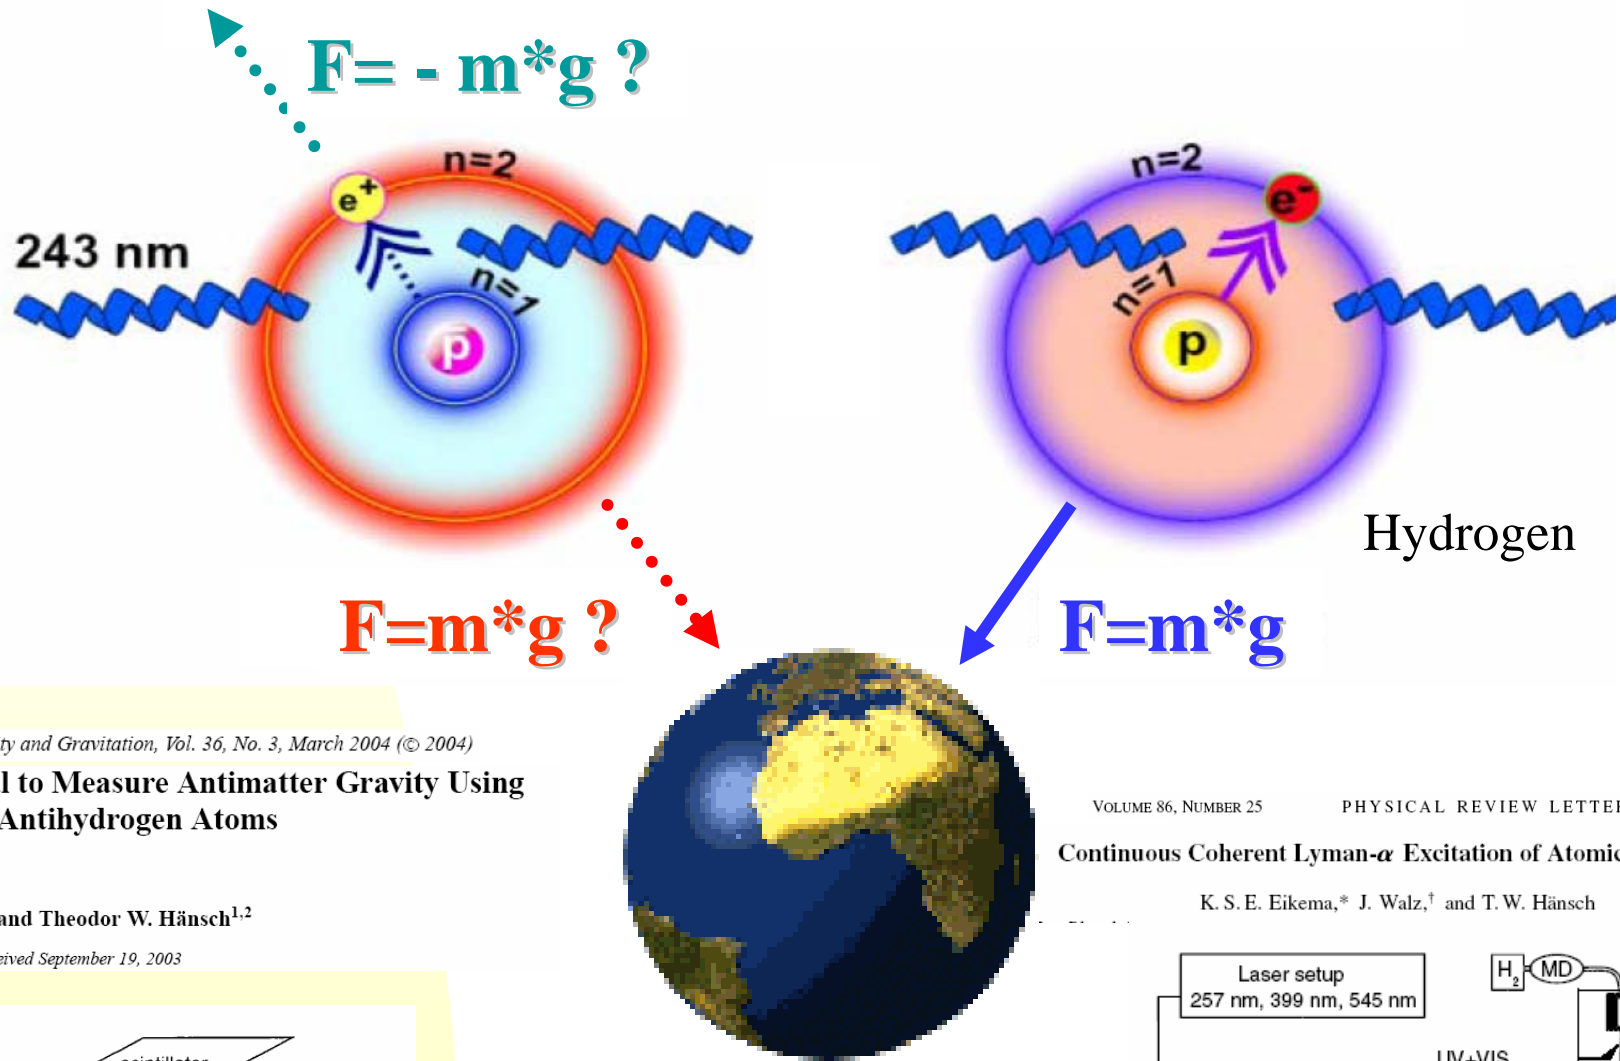 F= - m*g ?
n=2
e+
243 nm
n=1
p̄
n=2
e-
n=1
p
Hydrogen
F=m*g ?
F=m*g
ty and Gravitation, Vol. 36, No. 3, March 2004 (© 2004)
l to Measure Antimatter Gravity Using
Antihydrogen Atoms
and Theodor W. Hänsch1,2
eived September 19, 2003
scintillator
VOLUME 86, NUMBER 25 PHYSICAL REVIEW LETTE
Continuous Coherent Lyman-α Excitation of Atomic
K. S. E. Eikema,* J. Walz,† and T. W. Hänsch
Laser setup
257 nm, 399 nm, 545 nm
H2 MD
UV+VIS